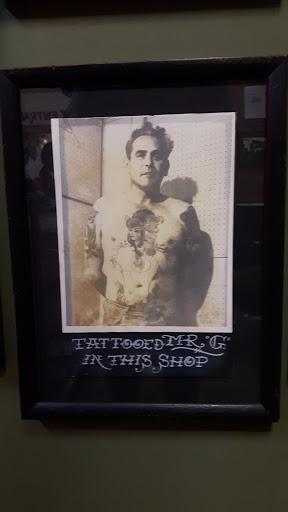 TATTOOED MR. "G"
IN THIS SHOP